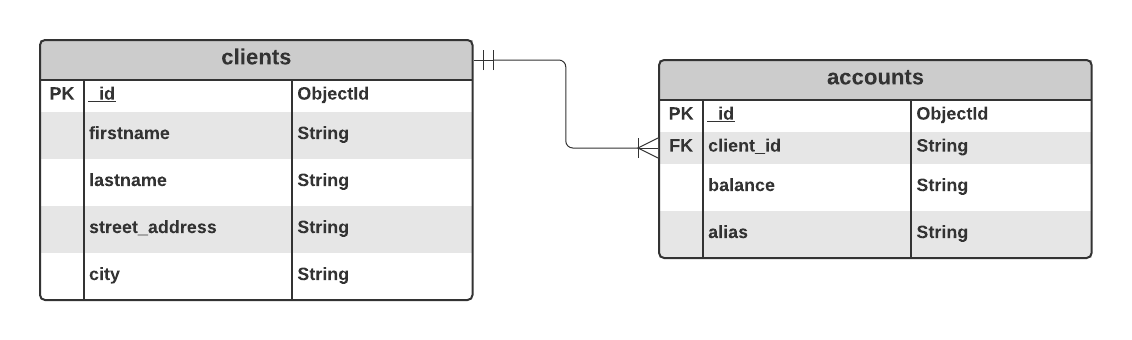 clients
PK _id ObjectId
firstname String
lastname String
street_address String
city String
accounts
PK _id ObjectId
FK client_id String
balance String
alias String